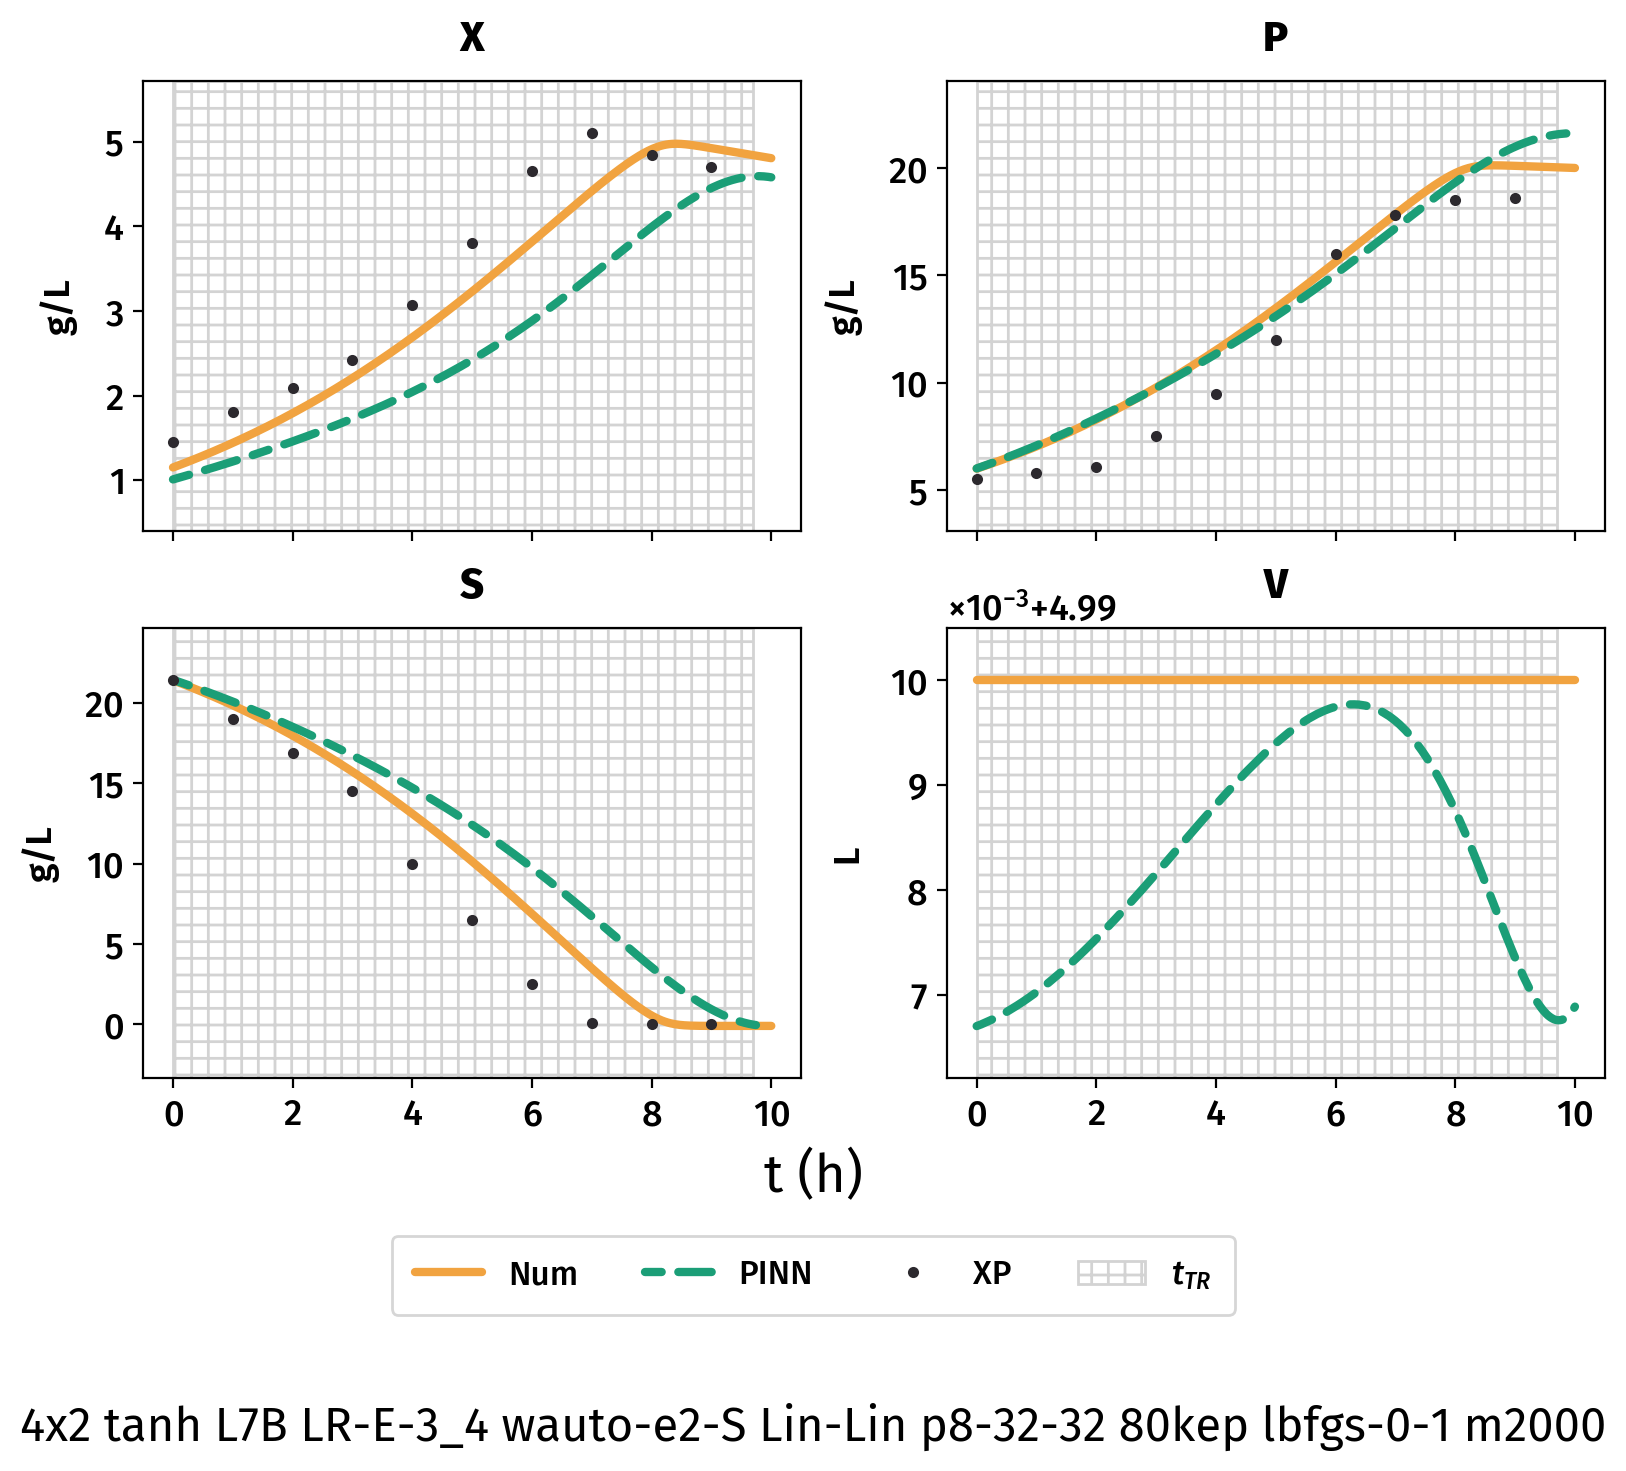 X
P
g/L
5
4
3
2
1
g/L
20
15
10
5
S
V
×10⁻³+4.99
g/L
20
15
10
5
0
0 2 4 6 8 10
L
10
9
8
7
0 2 4 6 8 10
t (h)
Num PINN XP t_TR
4x2 tanh L7B LR-E-3_4 wauto-e2-S Lin-Lin p8-32-32 80kep lbfgs-0-1 m2000